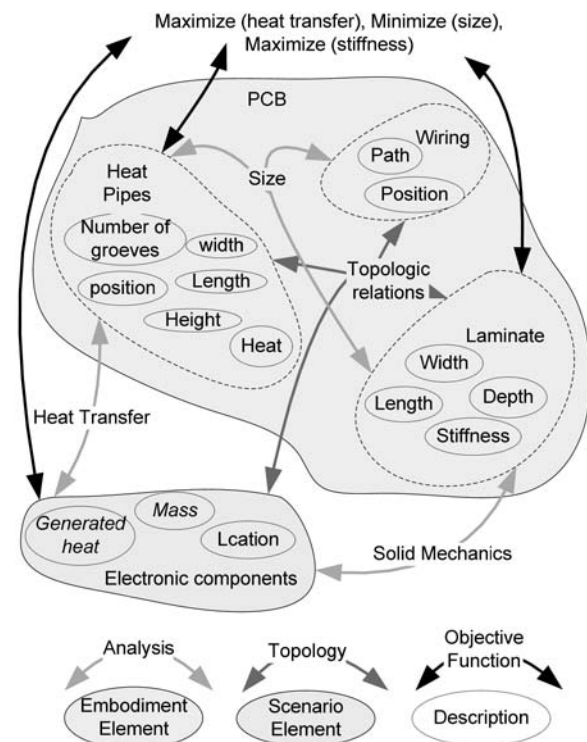 Maximize (heat transfer), Minimize (size),
Maximize (stiffness)
PCB
Wiring
Path
Position
Heat
Pipes
Size
Number of
groeves
width
position
Length
Height
Heat
Topologic
relations
Laminate
Width
Length
Depth
Stiffness
Heat Transfer
Generated
heat
Mass
Lcation
Electronic components
Solid Mechanics
Analysis
Topology
Objective
Function
Embodiment
Element
Scenario
Element
Description